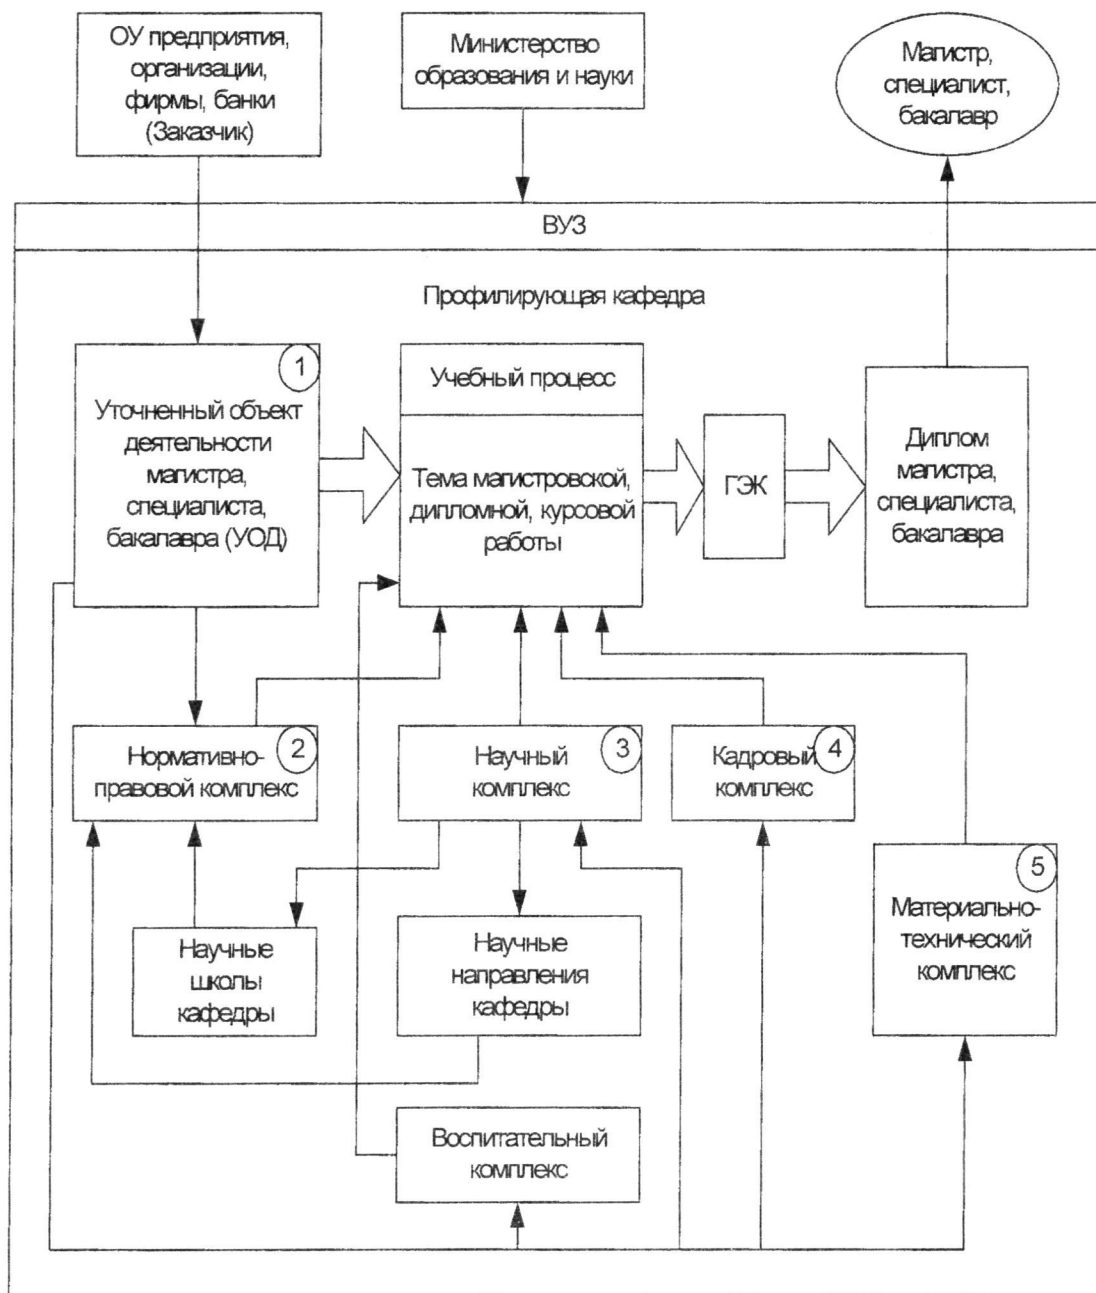 ОУ предприятия,
организации,
фирмы, банки
(Заказчик)
Министерство
образования и науки
Магистр,
специалист,
бакалавр
ВУЗ
Профилирующая кафедра
1
Уточненный объект
деятельности
магистра,
специалиста,
бакалавра (УОД)
Учебный процесс
Тема магистровской,
дипломной, курсовой
работы
ГЭК
Диплом
магистра,
специалиста,
бакалавра
2
Нормативно-
правовой комплекс
3
Научный
комплекс
4
Кадровый
комплекс
5
Материально-
технический
комплекс
Научные
школы
кафедры
Научные
направления
кафедры
Воспитательный
комплекс